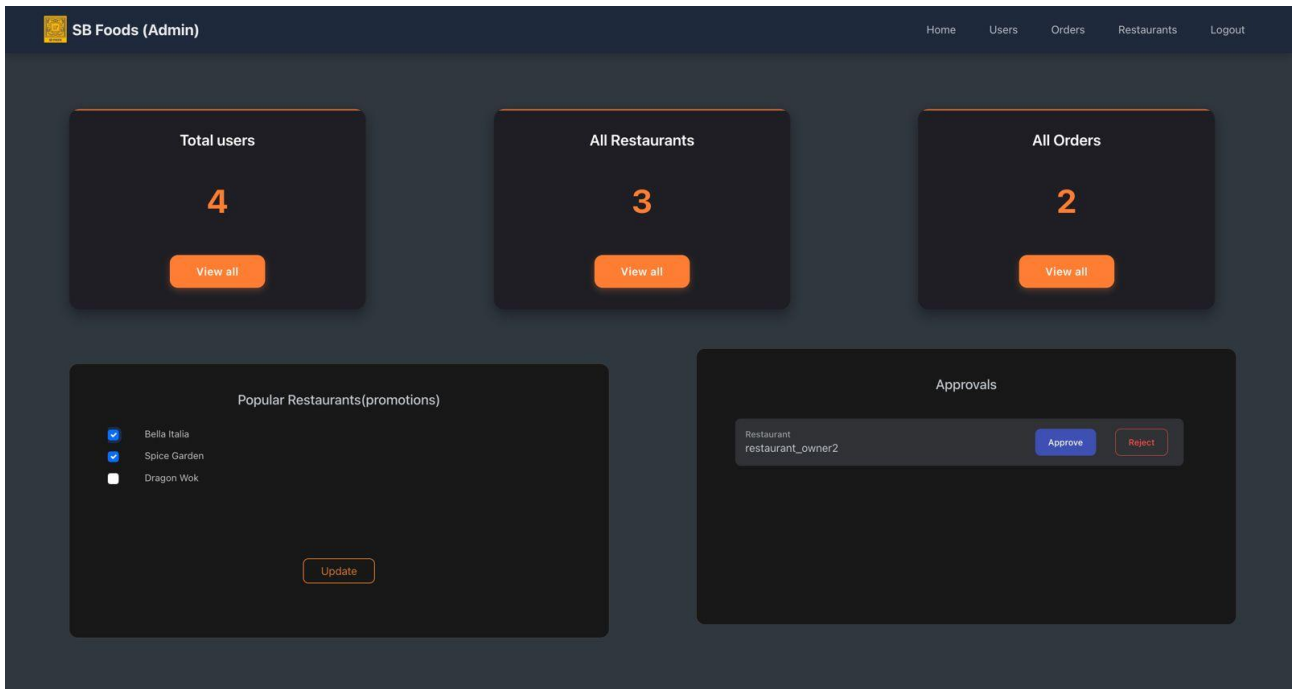 SB Foods (Admin)
Home Users Orders Restaurants Logout
Total users
4
View all
All Restaurants
3
View all
All Orders
2
View all
Popular Restaurants(promotions)
Bella Italia
Spice Garden
Dragon Wok
Update
Approvals
Restaurant
restaurant_owner2
Approve
Reject